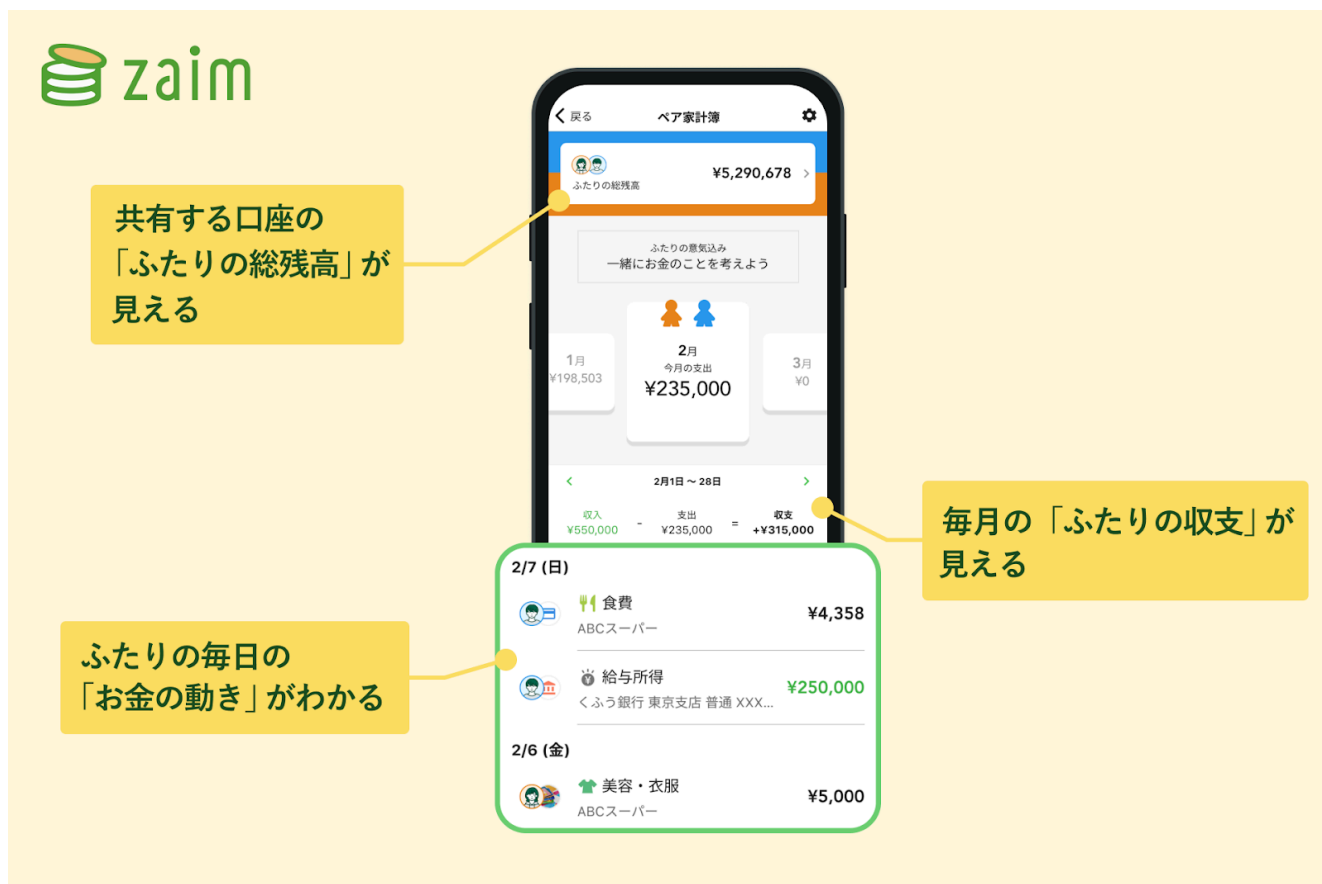 zaim
共有する口座の
「ふたりの総残高」が
見える
戻る
ペア家計簿
ふたりの総残高
¥5,290,678
ふたりの意気込み
一緒にお金のことを考えよう
1月
¥198,503
2月
今月の支出
¥235,000
3月
¥0
2月1日 ~ 28日
収入
¥550,000
-
支出
¥235,000
=
収支
+¥315,000
毎月の「ふたりの収支」が
見える
ふたりの毎日の
「お金の動き」がわかる
2/7 (日)
食費
¥4,358
ABCスーパー
給与所得
¥250,000
くふう銀行 東京支店 普通 XXX...
2/6 (金)
美容・衣服
¥5,000
ABCスーパー